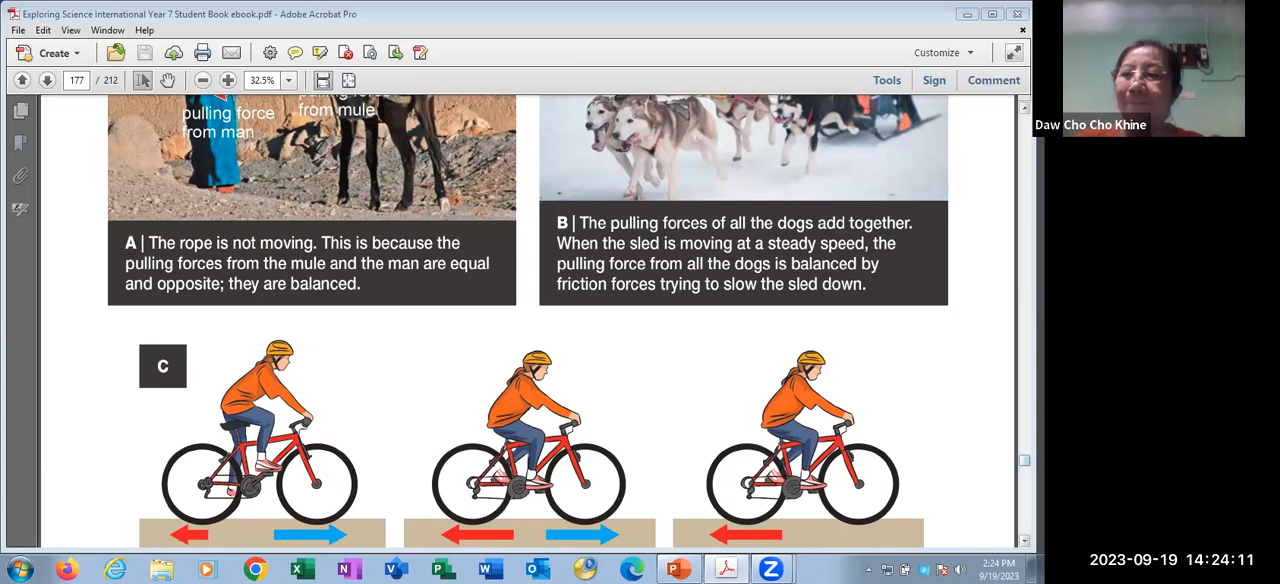 Exploring Science International Year 7 Student Book ebook.pdf - Adobe Acrobat Pro
File Edit View Window Help
Create
Customize
177 / 212
32.5%
Tools Sign Comment
pulling force
from man
from mule
A | The rope is not moving. This is because the
pulling forces from the mule and the man are equal
and opposite; they are balanced.
B | The pulling forces of all the dogs add together.
When the sled is moving at a steady speed, the
pulling force from all the dogs is balanced by
friction forces trying to slow the sled down.
C
Daw Cho Cho Khine
2:24 PM
9/19/2023
2023-09-19 14:24:11